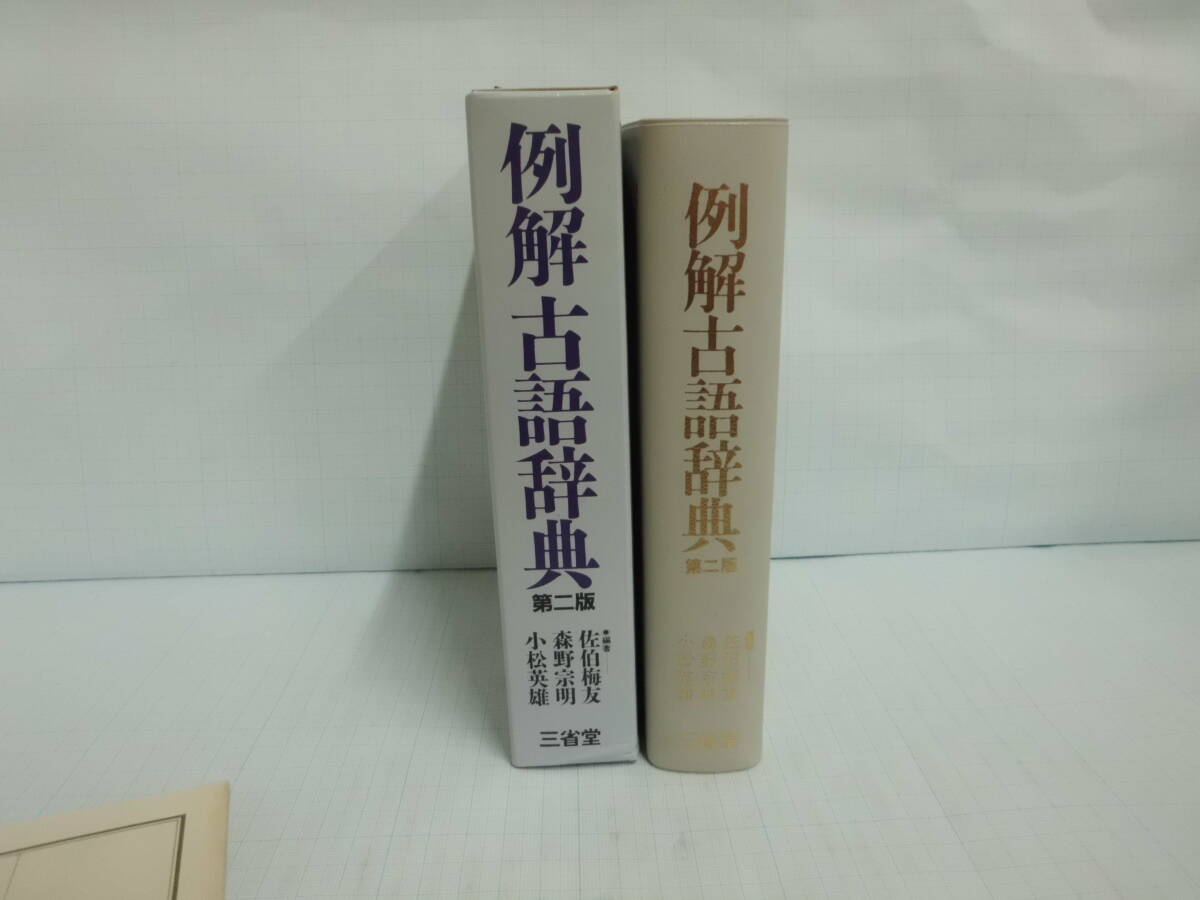 例解 古語辞典
第二版
●編者
佐伯梅友
森野宗明
小松英雄
三省堂
例解古語辞典
第二版